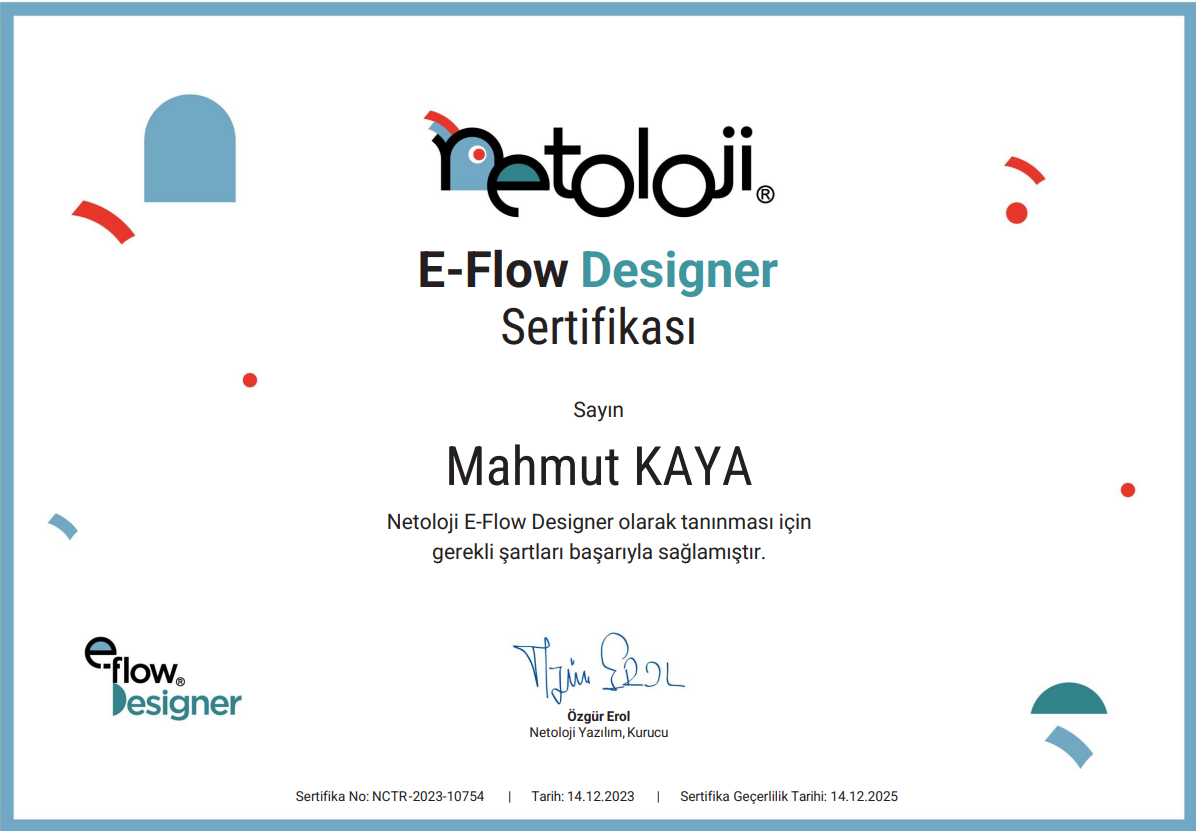 netoloji®
E-Flow Designer
Sertifikası
Sayın
Mahmut KAYA
Netoloji E-Flow Designer olarak tanınması için
gerekli şartları başarıyla sağlamıştır.
e-flow®
Designer
Özgür Erol
Özgür Erol
Netoloji Yazılım, Kurucu
Sertifika No: NCTR-2023-10754 | Tarih: 14.12.2023 | Sertifika Geçerlilik Tarihi: 14.12.2025